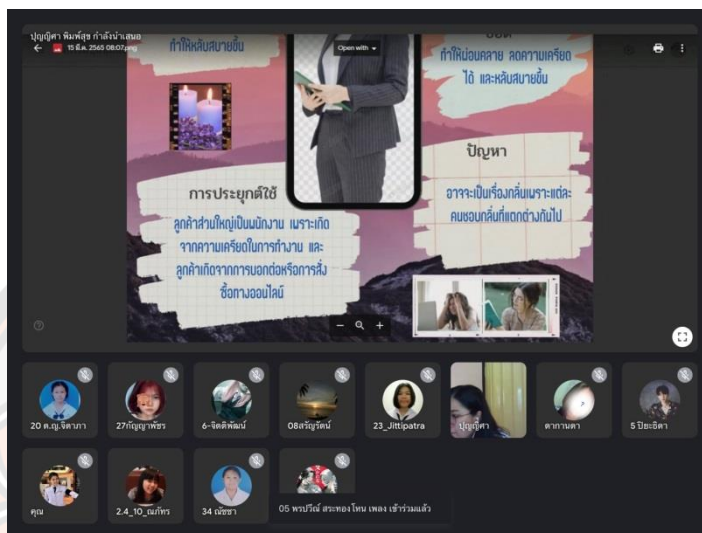 ปุญญิศา พิมพ์สุข กำลังนำเสนอ
15 มี.ค. 2565 08:07.png
Open with
ทำให้หลับสบายขึ้น
ทำให้ผ่อนคลาย ลดความเครียด
ได้ และหลับสบายขึ้น
ปัญหา
อาจจะเป็นเรื่องกลิ่นเพราะแต่ละ
คนชอบกลิ่นที่แตกต่างกันไป
การประยุกต์ใช้
ลูกค้าส่วนใหญ่เป็นพนักงาน เพราะเกิด
จากความเครียดในการทำงาน และ
ลูกค้าเกิดจากการบอกต่อหรือการสั่ง
ซื้อทางออนไลน์
20 ด.ญ.จิดาภา
27กัญญาพัชร
6-จิตติพัฒน์
08สรัญรัตน์
23_Jittipatra
ปุญญิศา
ดากานดา
5 ปิยะธิดา
คุณ
2.4_10_ณภัทร
34 ณัชชา
05 พรปวีณ์ สระทองโหน เพลง เข้าร่วมแล้ว